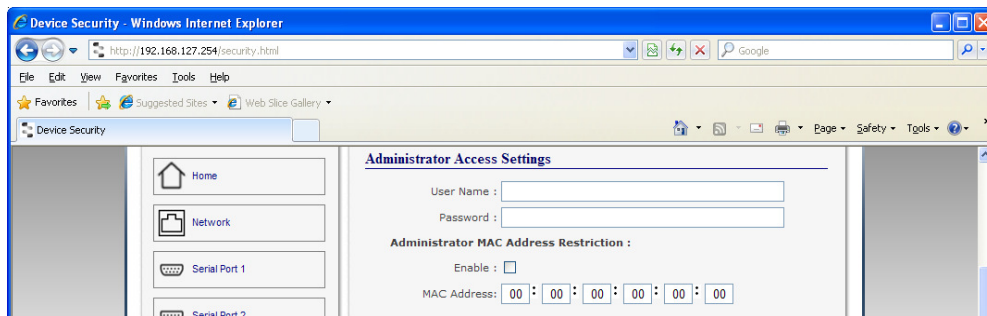 Device Security - Windows Internet Explorer
http://192.168.127.254/security.html
Google
File Edit View Favorites Tools Help
Favorites Suggested Sites Web Slice Gallery
Device Security
Page Safety Tools
Administrator Access Settings
Home
User Name :
Password :
Network
Administrator MAC Address Restriction :
Serial Port 1
Enable :
MAC Address: 00 : 00 : 00 : 00 : 00 : 00
Serial Port 2